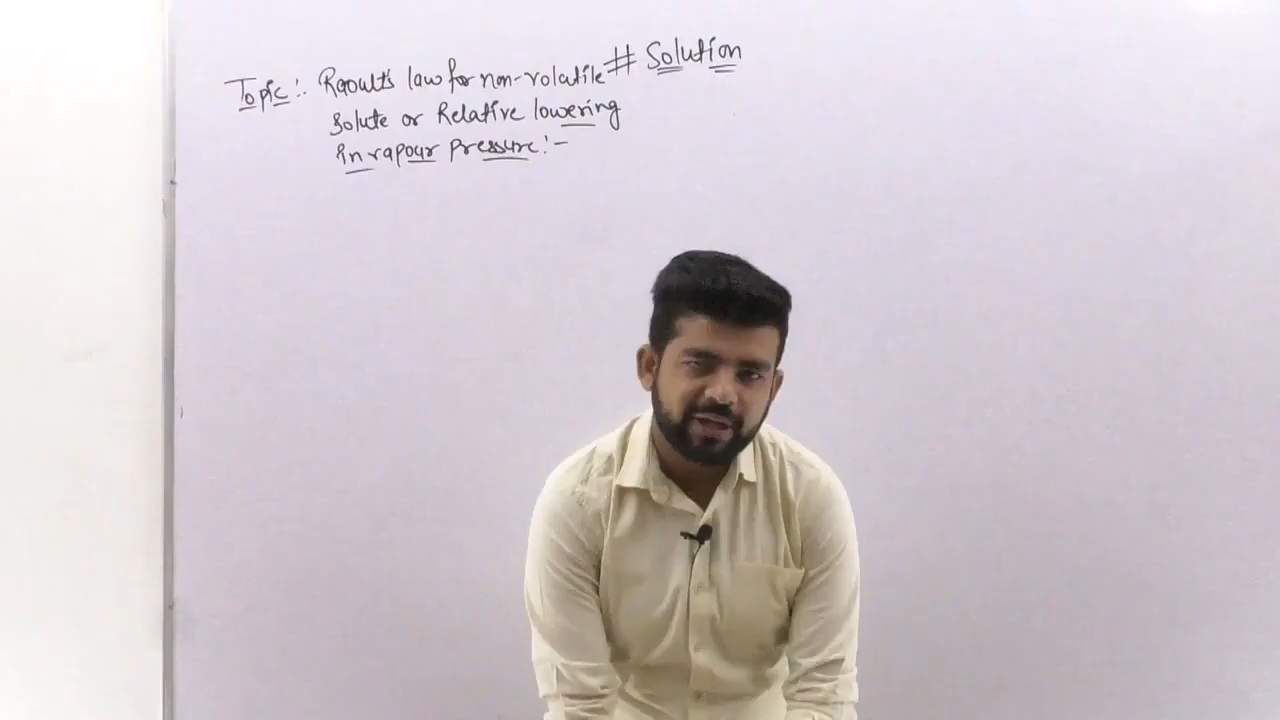 # Solution
Topic:- Raoult's law for non-volatile
Solute or Relative lowering
In vapour pressure:-